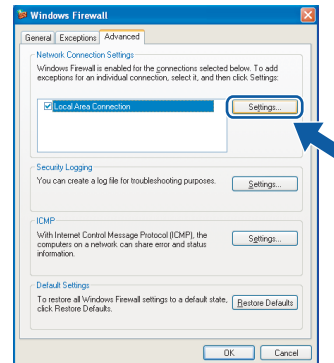 Windows Firewall
General Exceptions Advanced
Network Connection Settings
Windows Firewall is enabled for the connections selected below. To add
exceptions for an individual connection, select it, and then click Settings:
Local Area Connection
Settings...
Security Logging
You can create a log file for troubleshooting purposes.
Settings...
ICMP
With Internet Control Message Protocol (ICMP), the
computers on a network can share error and status
information.
Settings...
Default Settings
To restore all Windows Firewall settings to a default state,
click Restore Defaults.
Restore Defaults
OK Cancel